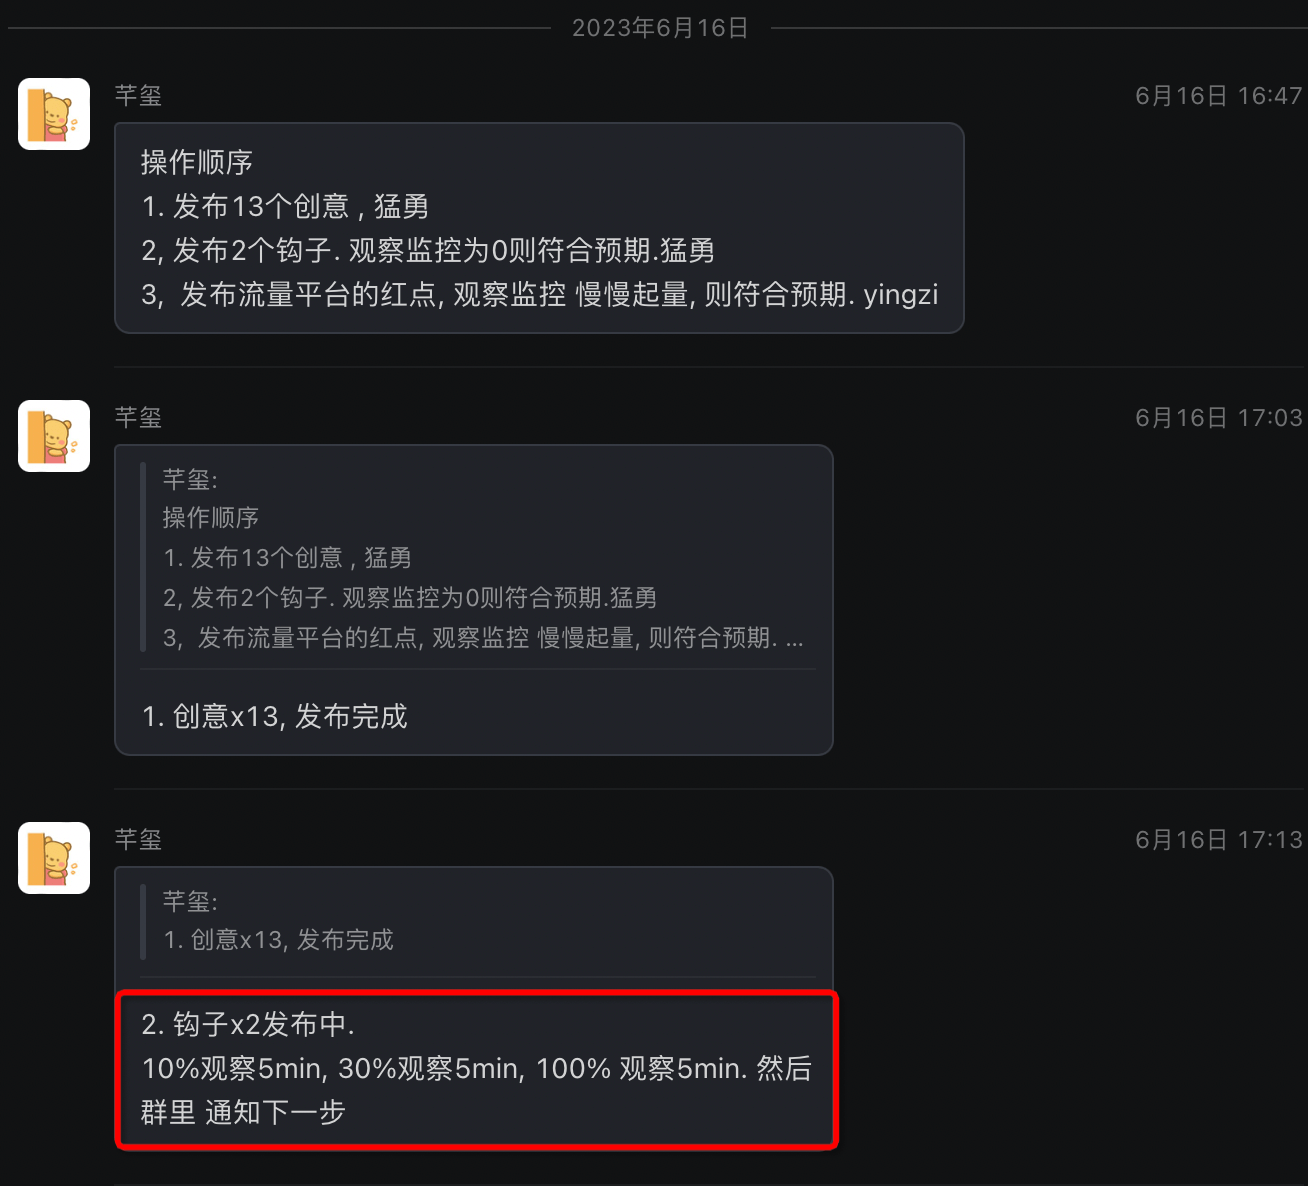 2023年6月16日
芊玺
6月16日 16:47
操作顺序
1. 发布13个创意 , 猛勇
2, 发布2个钩子. 观察监控为0则符合预期.猛勇
3,  发布流量平台的红点, 观察监控 慢慢起量, 则符合预期. yingzi
芊玺
6月16日 17:03
芊玺:
操作顺序
1. 发布13个创意 , 猛勇
2, 发布2个钩子. 观察监控为0则符合预期.猛勇
3,  发布流量平台的红点, 观察监控 慢慢起量, 则符合预期. ...
1. 创意x13, 发布完成
芊玺
6月16日 17:13
芊玺:
1. 创意x13, 发布完成
2. 钩子x2发布中.
10%观察5min, 30%观察5min, 100% 观察5min. 然后
群里 通知下一步